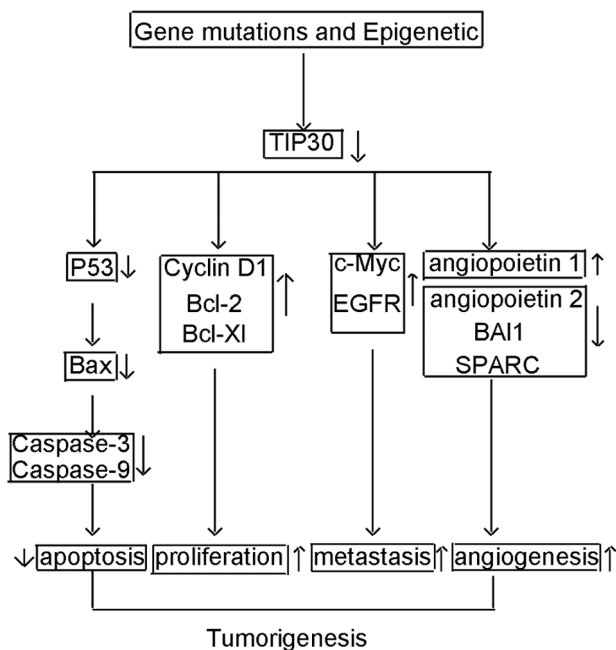 Gene mutations and Epigenetic
TIP30 ↓
P53 ↓
Cyclin D1
Bcl-2
Bcl-Xl
↑
c-Myc
EGFR
↑
angiopoietin 1 ↑
angiopoietin 2
BAI1
SPARC
↓
Bax ↓
Caspase-3
Caspase-9
↓
↓ apoptosis
proliferation ↑
metastasis ↑
angiogenesis ↑
Tumorigenesis